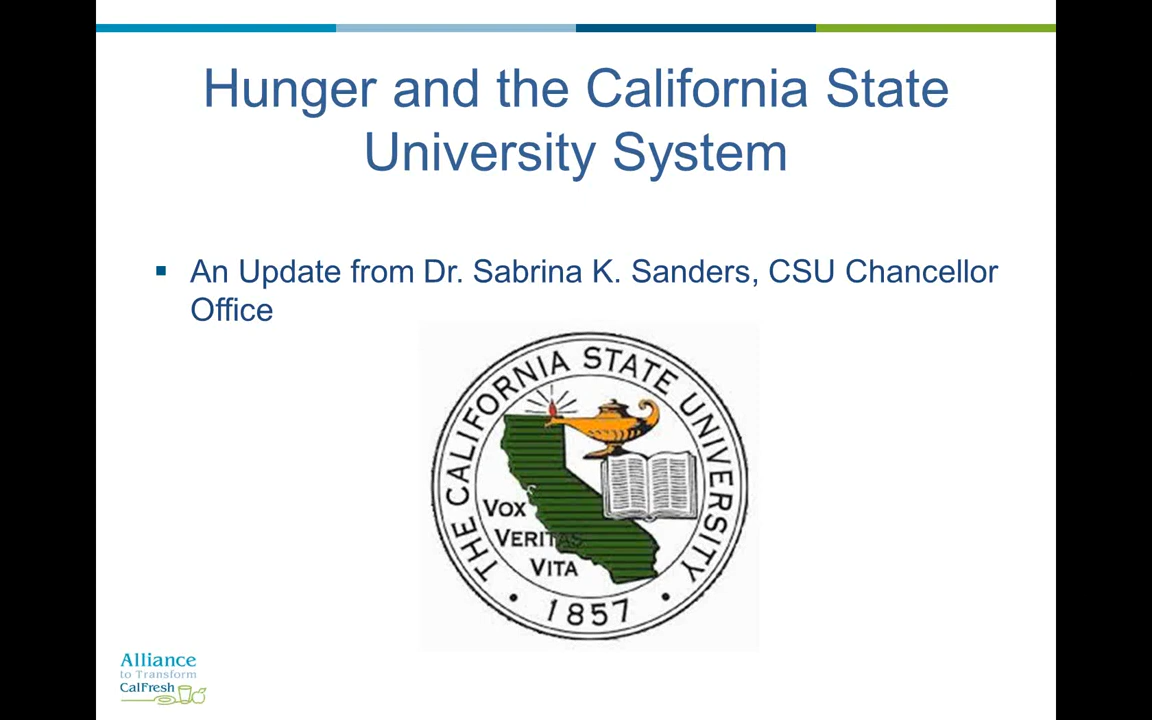 Hunger and the California State
University System
▪ An Update from Dr. Sabrina K. Sanders, CSU Chancellor
Office
THE CALIFORNIA STATE UNIVERSITY
VOX
VERITAS
VITA
• 1857 •
Alliance
to Transform
CalFresh